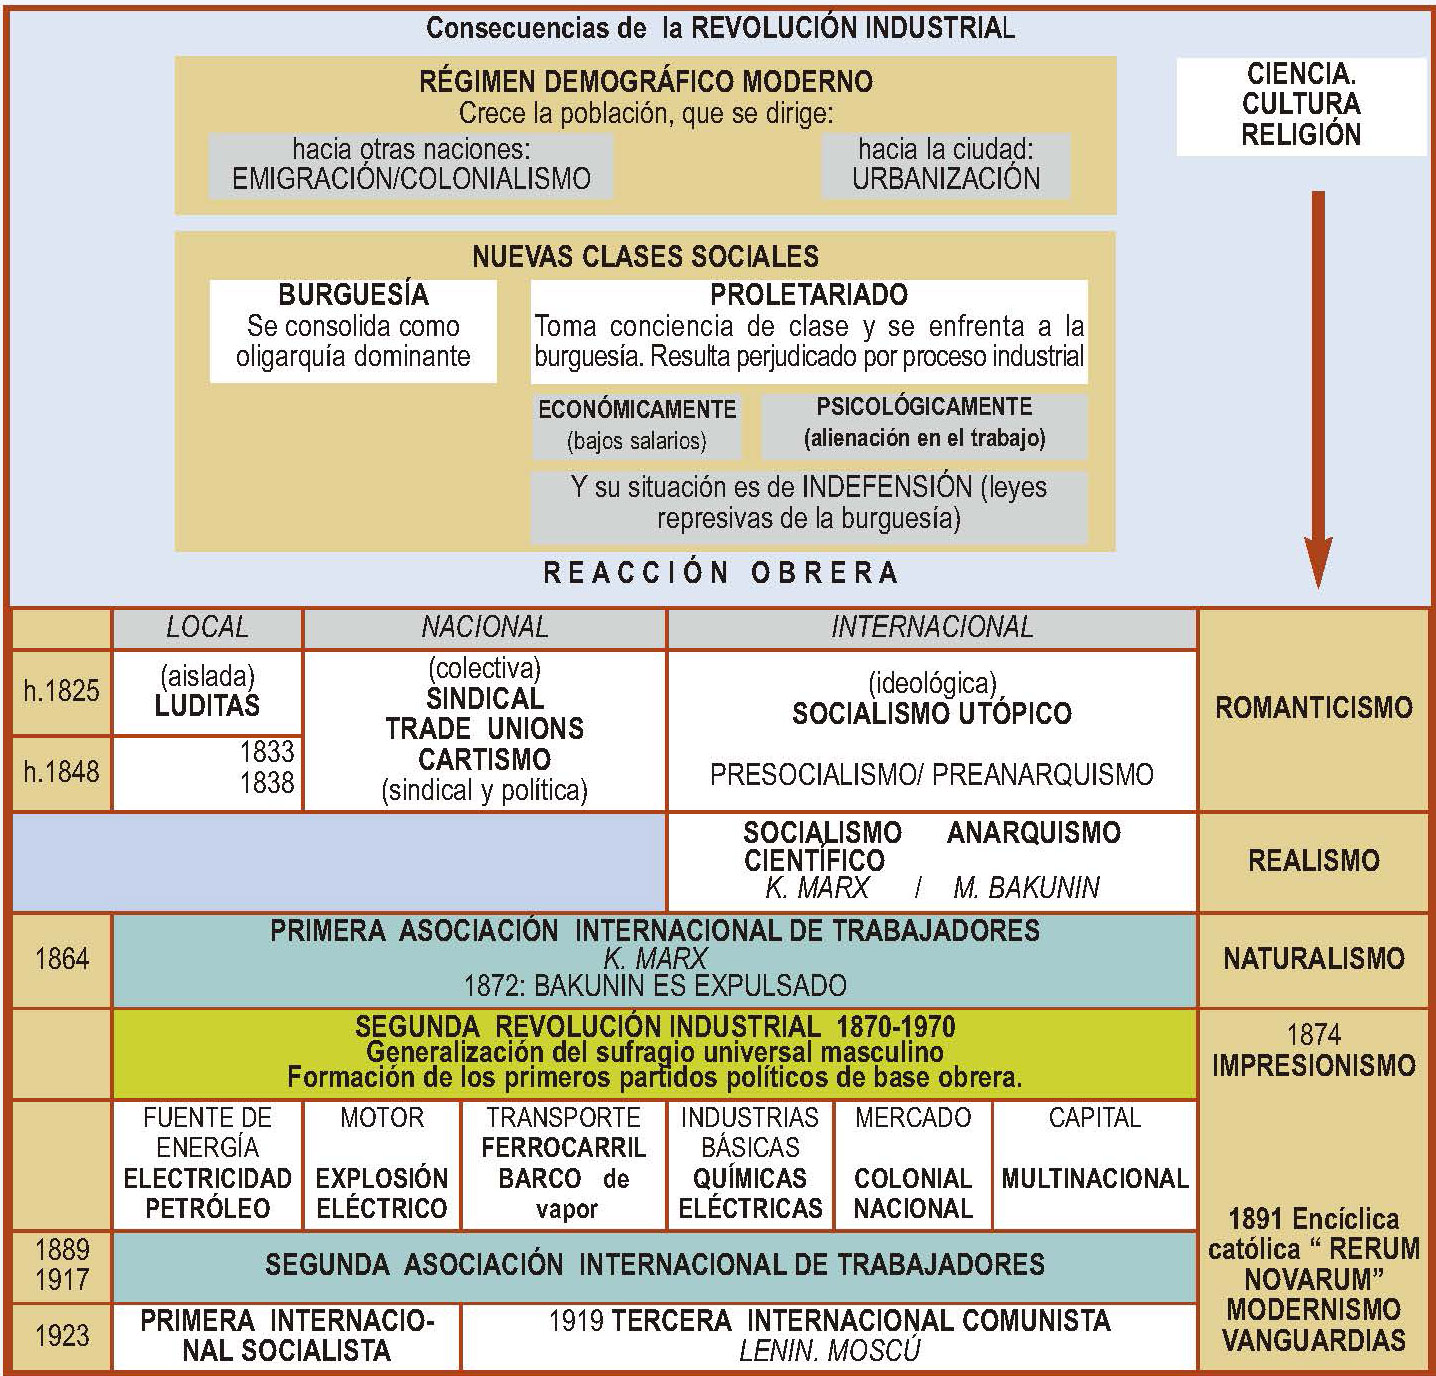 Consecuencias de la REVOLUCIÓN INDUSTRIAL
RÉGIMEN DEMOGRÁFICO MODERNO
Crece la población, que se dirige:
hacia otras naciones:
EMIGRACIÓN/COLONIALISMO
hacia la ciudad:
URBANIZACIÓN
CIENCIA.
CULTURA
RELIGIÓN
NUEVAS CLASES SOCIALES
BURGUESÍA
Se consolida como
oligarquía dominante
PROLETARIADO
Toma conciencia de clase y se enfrenta a la
burguesía. Resulta perjudicado por proceso industrial
ECONÓMICAMENTE
(bajos salarios)
PSICOLÓGICAMENTE
(alienación en el trabajo)
Y su situación es de INDEFENSIÓN (leyes
represivas de la burguesía)
REACCIÓN OBRERA
LOCAL
NACIONAL
INTERNACIONAL
h.1825
(aislada)
LUDITAS
h.1848
1833
1838
(colectiva)
SINDICAL
TRADE UNIONS
CARTISMO
(sindical y política)
(ideológica)
SOCIALISMO UTÓPICO
PRESOCIALISMO/ PREANARQUISMO
ROMANTICISMO
SOCIALISMO ANARQUISMO
CIENTÍFICO
K. MARX / M. BAKUNIN
REALISMO
1864
PRIMERA ASOCIACIÓN INTERNACIONAL DE TRABAJADORES
K. MARX
1872: BAKUNIN ES EXPULSADO
NATURALISMO
SEGUNDA REVOLUCIÓN INDUSTRIAL 1870-1970
Generalización del sufragio universal masculino
Formación de los primeros partidos políticos de base obrera.
1874
IMPRESIONISMO
FUENTE DE
ENERGÍA
ELECTRICIDAD
PETRÓLEO
MOTOR
EXPLOSIÓN
ELÉCTRICO
TRANSPORTE
FERROCARRIL
BARCO de
vapor
INDUSTRIAS
BÁSICAS
QUÍMICAS
ELÉCTRICAS
MERCADO
COLONIAL
NACIONAL
CAPITAL
MULTINACIONAL
1889
1917
SEGUNDA ASOCIACIÓN INTERNACIONAL DE TRABAJADORES
1923
PRIMERA INTERNACIO-
NAL SOCIALISTA
1919 TERCERA INTERNACIONAL COMUNISTA
LENIN. MOSCÚ
1891 Encíclica
católica “ RERUM
NOVARUM”
MODERNISMO
VANGUARDIAS